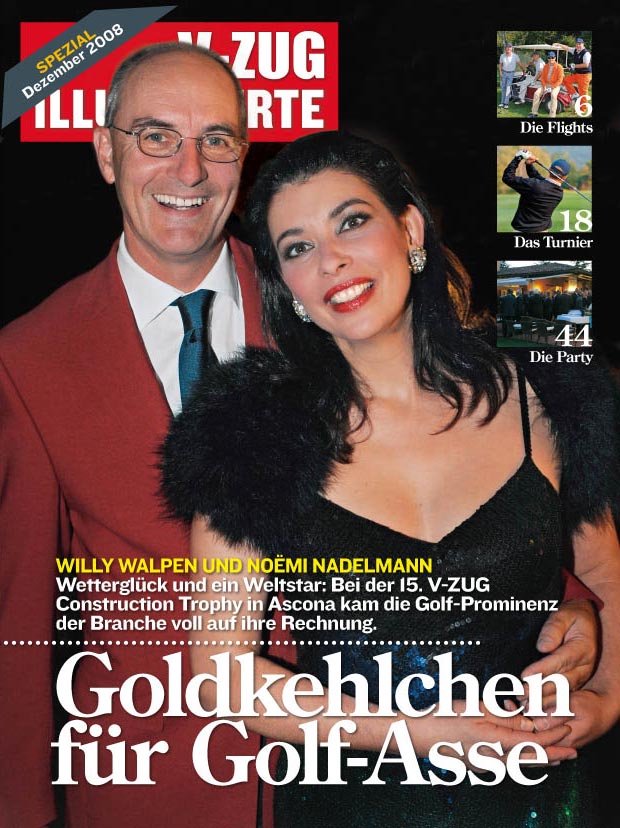 SPEZIAL
Dezember 2008
V-ZUG
ILLU RTE
6
Die Flights
18
Das Turnier
44
Die Party
WILLY WALPEN UND NOËMI NADELMANN
Wetterglück und ein Weltstar: Bei der 15. V-ZUG
Construction Trophy in Ascona kam die Golf-Prominenz
der Branche voll auf ihre Rechnung.
Goldkehlchen
für Golf-Asse